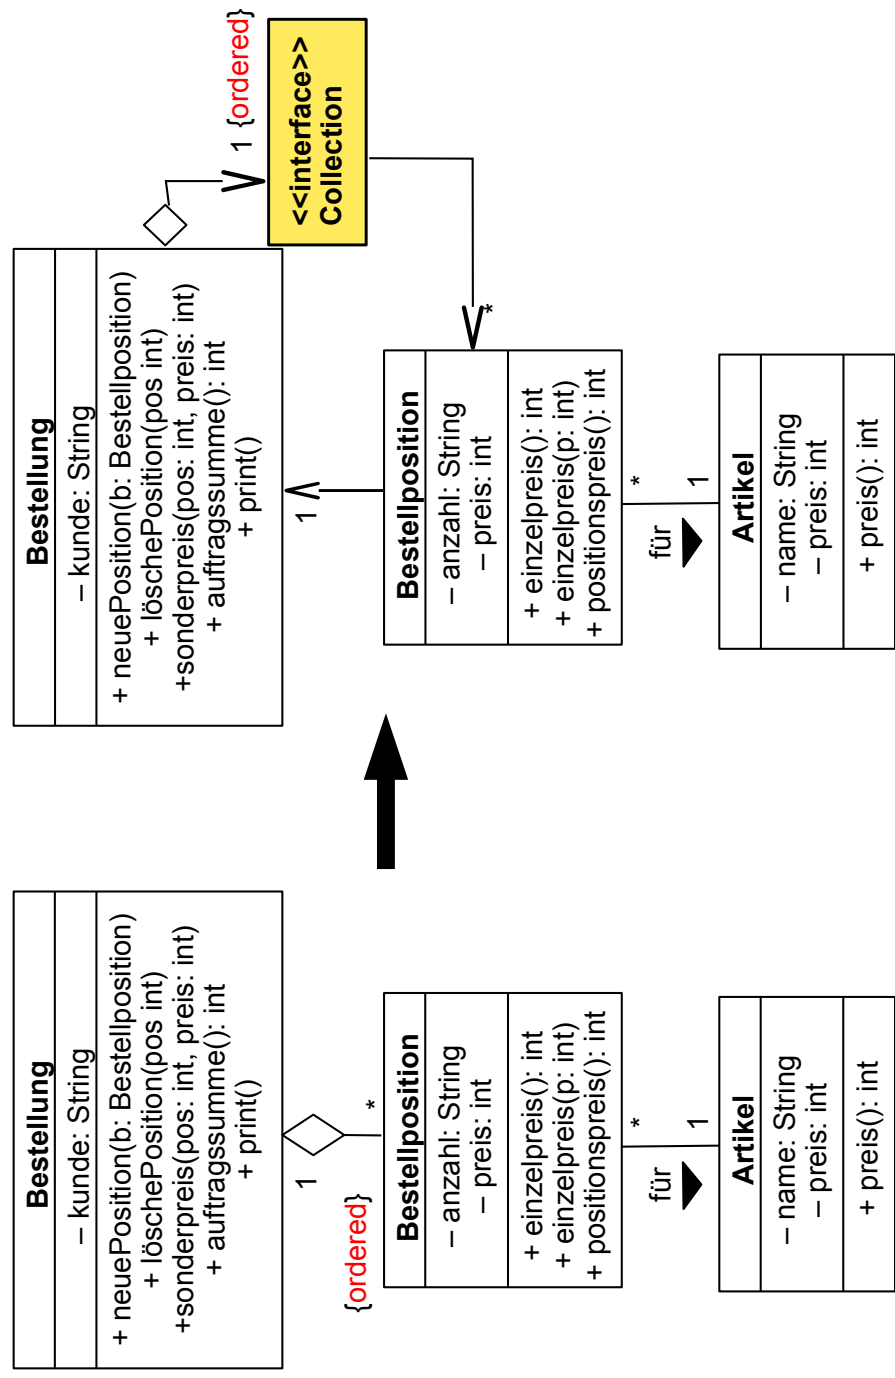 Bestellung
– kunde: String
+ neuePosition(b: Bestellposition)
+ löschePosition(pos int)
+sonderpreis(pos: int, preis: int)
+ auftragssumme(): int
+ print()
1
*
{ordered}
Bestellposition
– anzahl: String
– preis: int
+ einzelpreis(): int
+ einzelpreis(p: int)
+ positionspreis(): int
*
für
1
Artikel
– name: String
– preis: int
+ preis(): int
Bestellung
– kunde: String
+ neuePosition(b: Bestellposition)
+ löschePosition(pos int)
+sonderpreis(pos: int, preis: int)
+ auftragssumme(): int
+ print()
1 {ordered}
<<interface>>
Collection
1
*
Bestellposition
– anzahl: String
– preis: int
+ einzelpreis(): int
+ einzelpreis(p: int)
+ positionspreis(): int
*
für
1
Artikel
– name: String
– preis: int
+ preis(): int